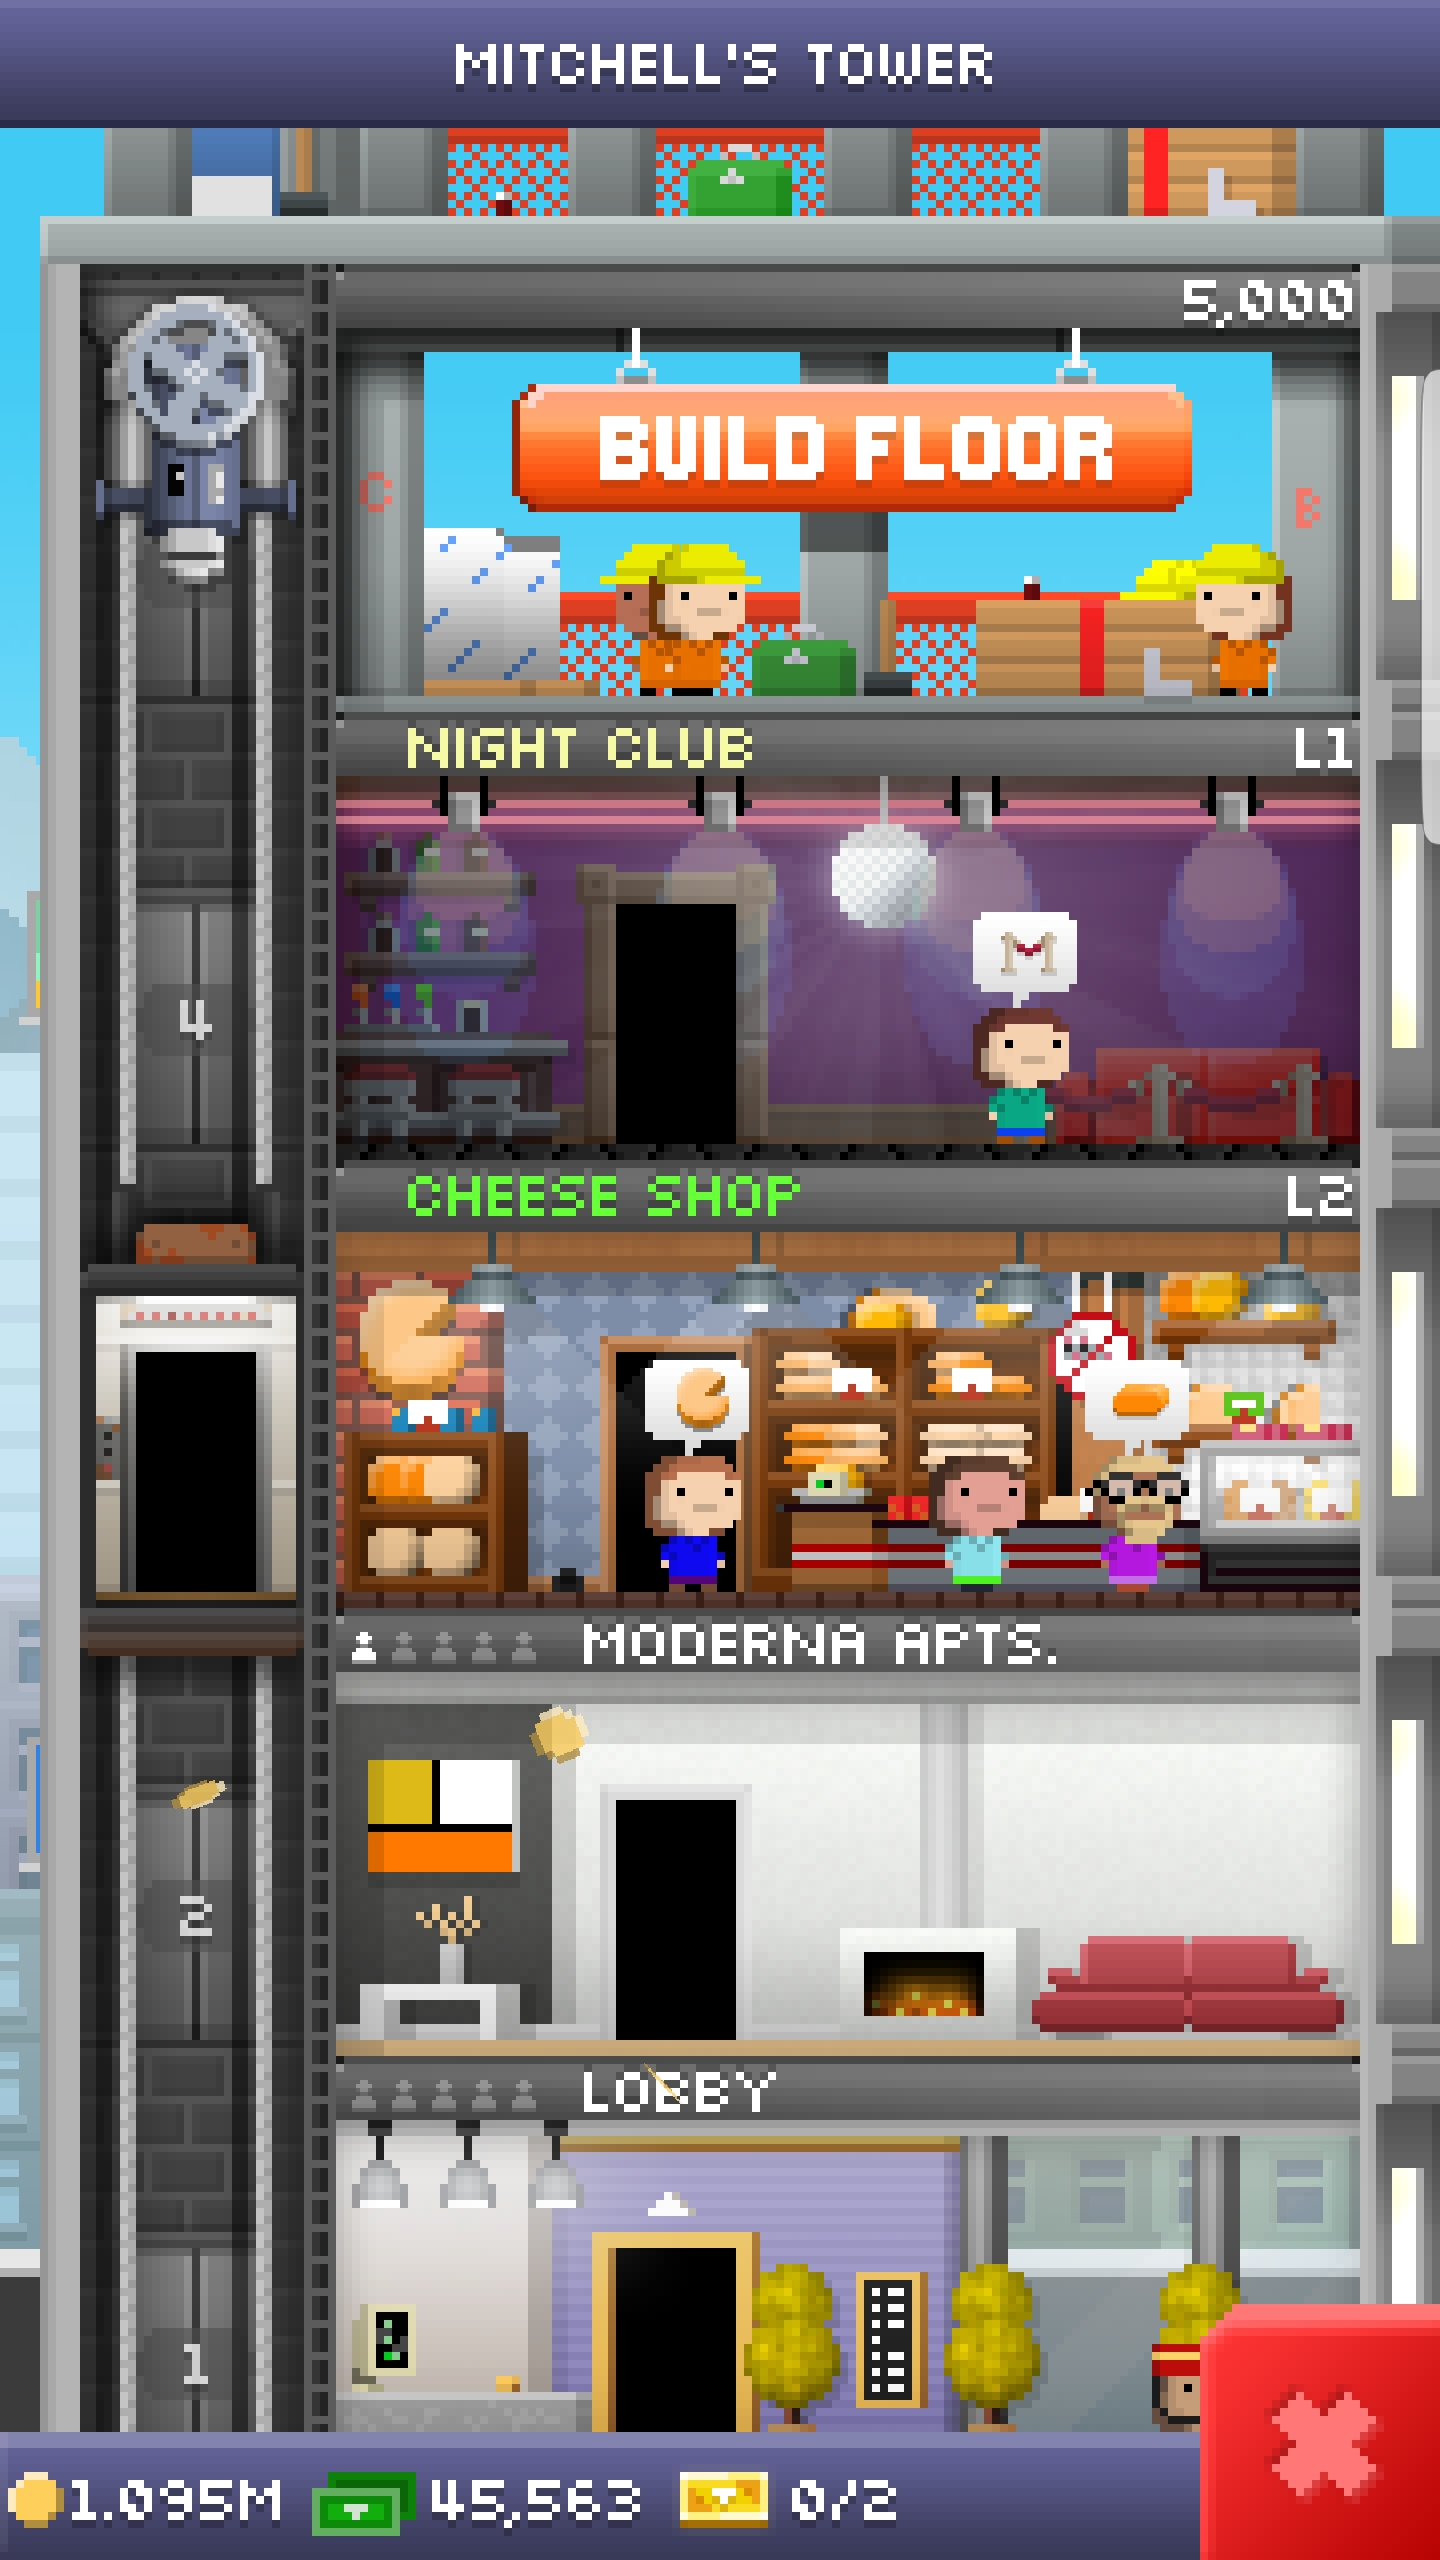 MITCHELL'S TOWER
5,000
BUILD FLOOR
C
B
NIGHT CLUB L1
4
CHEESE SHOP L2
MODERNA APTS.
2
LOBBY
1
1.095M 45,563 0/2